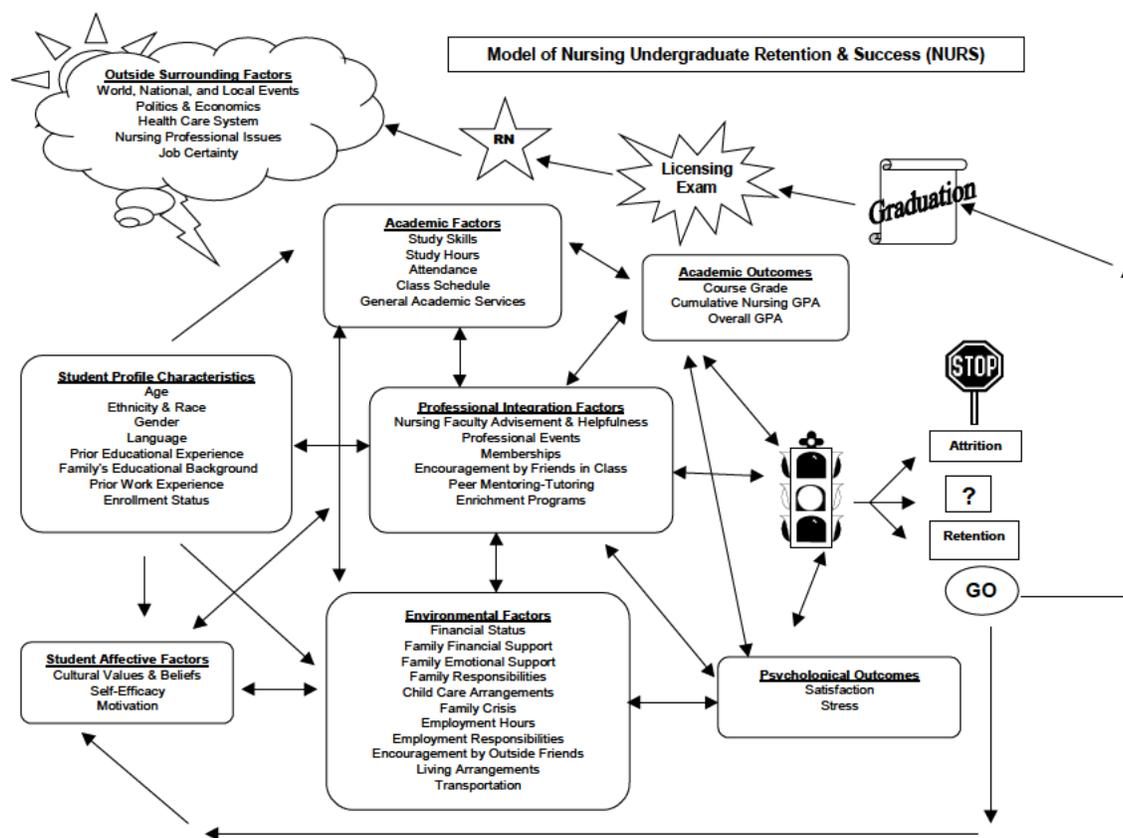 Model of Nursing Undergraduate Retention & Success (NURS)
Outside Surrounding Factors
World, National, and Local Events
Politics & Economics
Health Care System
Nursing Professional Issues
Job Certainty
RN
Licensing
Exam
Graduation
Academic Factors
Study Skills
Study Hours
Attendance
Class Schedule
General Academic Services
Academic Outcomes
Course Grade
Cumulative Nursing GPA
Overall GPA
Student Profile Characteristics
Age
Ethnicity & Race
Gender
Language
Prior Educational Experience
Family's Educational Background
Prior Work Experience
Enrollment Status
Professional Integration Factors
Nursing Faculty Advisement & Helpfulness
Professional Events
Memberships
Encouragement by Friends in Class
Peer Mentoring-Tutoring
Enrichment Programs
STOP
Attrition
?
Retention
GO
Student Affective Factors
Cultural Values & Beliefs
Self-Efficacy
Motivation
Environmental Factors
Financial Status
Family Financial Support
Family Emotional Support
Family Responsibilities
Child Care Arrangements
Family Crisis
Employment Hours
Employment Responsibilities
Encouragement by Outside Friends
Living Arrangements
Transportation
Psychological Outcomes
Satisfaction
Stress